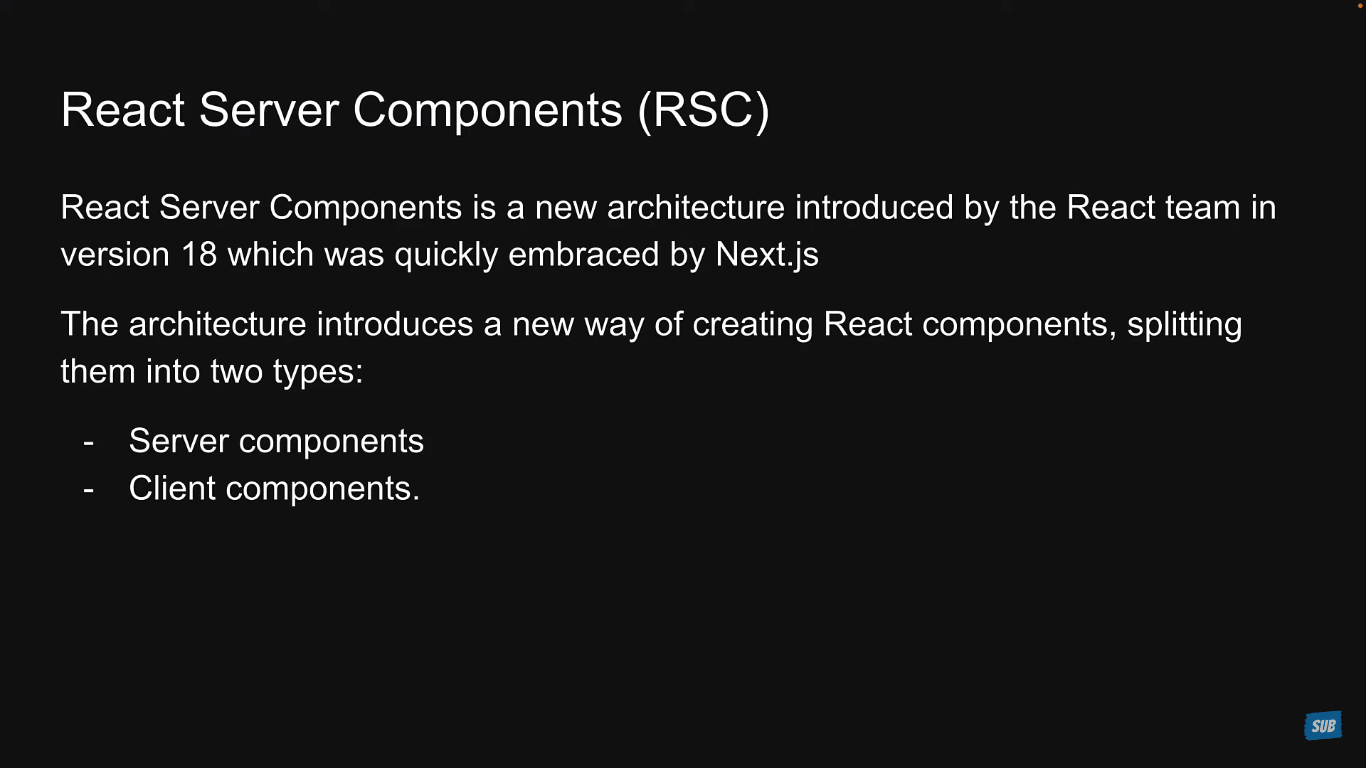 React Server Components (RSC)
React Server Components is a new architecture introduced by the React team in
version 18 which was quickly embraced by Next.js
The architecture introduces a new way of creating React components, splitting
them into two types:
- Server components
- Client components.
SUB